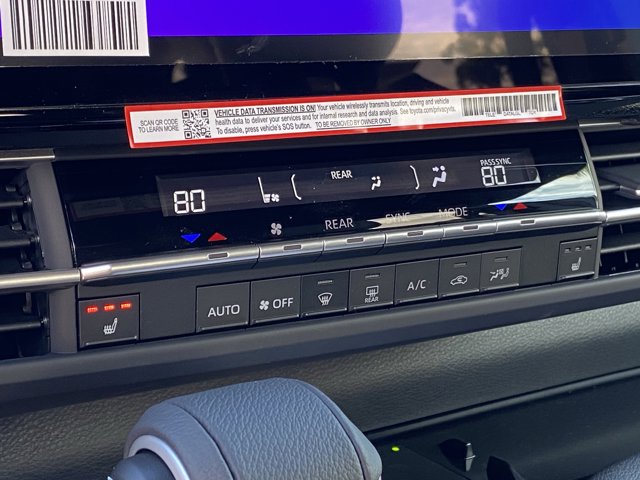 SCAN QR CODE
TO LEARN MORE
VEHICLE DATA TRANSMISSION IS ON! Your vehicle wirelessly transmits location, driving and vehicle
health data to deliver your services and for internal research and data analysis. See toyota.com/privacyvts.
To disable, press vehicle's SOS button. TO BE REMOVED BY OWNER ONLY
80
REAR
PASS SYNC
80
REAR
SYNC
MODE
AUTO
OFF
REAR
A/C